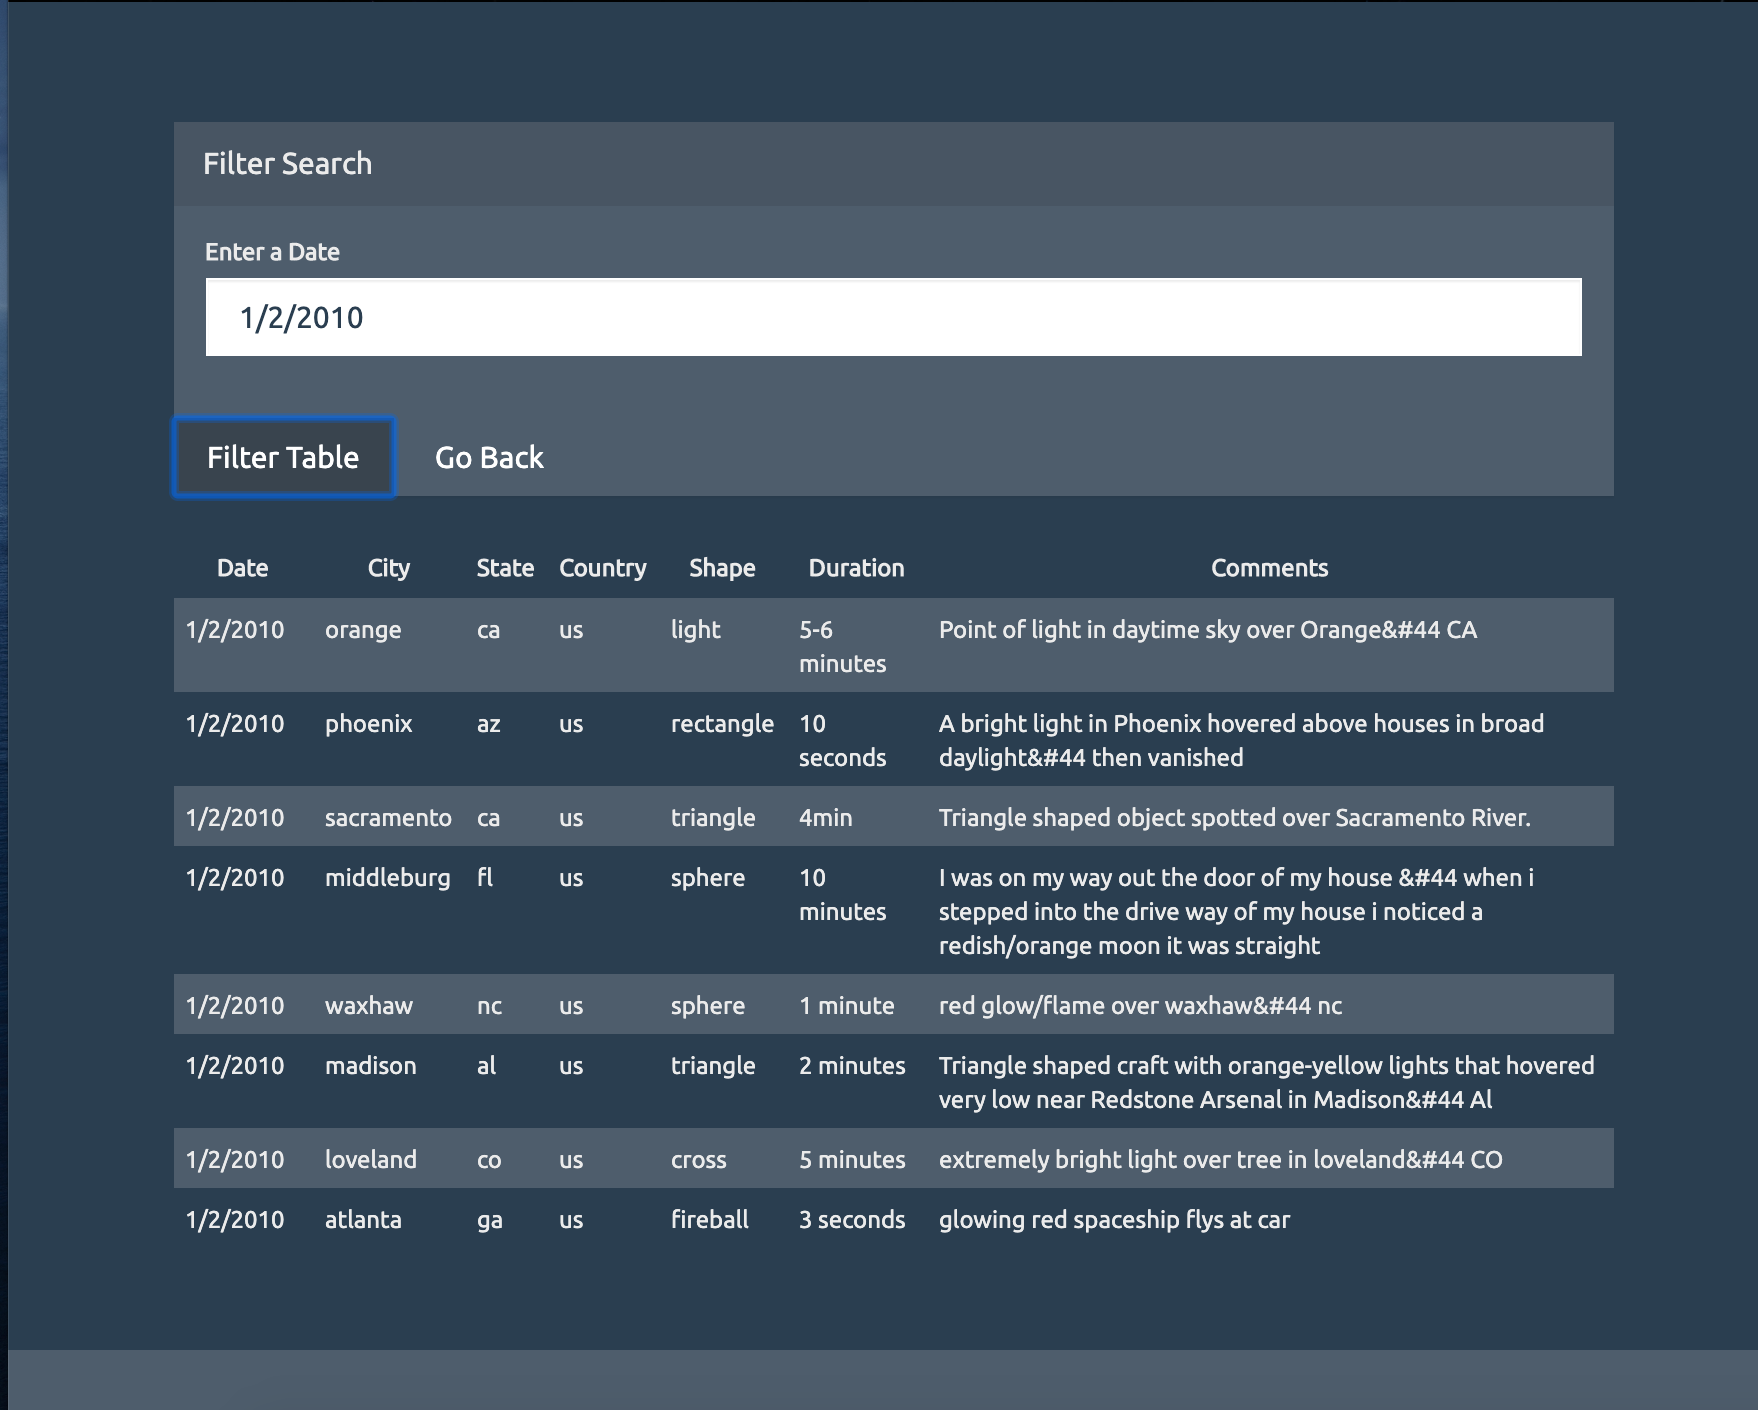 Filter Search
Enter a Date
1/2/2010
Filter Table Go Back
Date City State Country Shape Duration Comments
1/2/2010 orange ca us light 5-6 minutes Point of light in daytime sky over Orange&#44 CA
1/2/2010 phoenix az us rectangle 10 seconds A bright light in Phoenix hovered above houses in broad
daylight&#44 then vanished
1/2/2010 sacramento ca us triangle 4min Triangle shaped object spotted over Sacramento River.
1/2/2010 middleburg fl us sphere 10 minutes I was on my way out the door of my house &#44 when i
stepped into the drive way of my house i noticed a
redish/orange moon it was straight
1/2/2010 waxhaw nc us sphere 1 minute red glow/flame over waxhaw&#44 nc
1/2/2010 madison al us triangle 2 minutes Triangle shaped craft with orange-yellow lights that hovered
very low near Redstone Arsenal in Madison&#44 Al
1/2/2010 loveland co us cross 5 minutes extremely bright light over tree in loveland&#44 CO
1/2/2010 atlanta ga us fireball 3 seconds glowing red spaceship flys at car